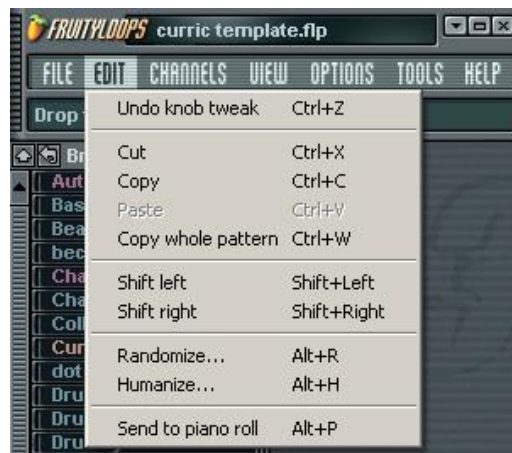 FRUITYLOOPS curric template.flp
FILE EDIT CHANNELS VIEW OPTIONS TOOLS HELP
Drop
Undo knob tweak Ctrl+Z
Cut Ctrl+X
Copy Ctrl+C
Paste Ctrl+V
Copy whole pattern Ctrl+W
Shift left Shift+Left
Shift right Shift+Right
Randomize... Alt+R
Humanize... Alt+H
Send to piano roll Alt+P
Br
Aut
Bas
Bea
bec
Cha
Cha
Coll
Cur
dot
Dru
Dru
Dru